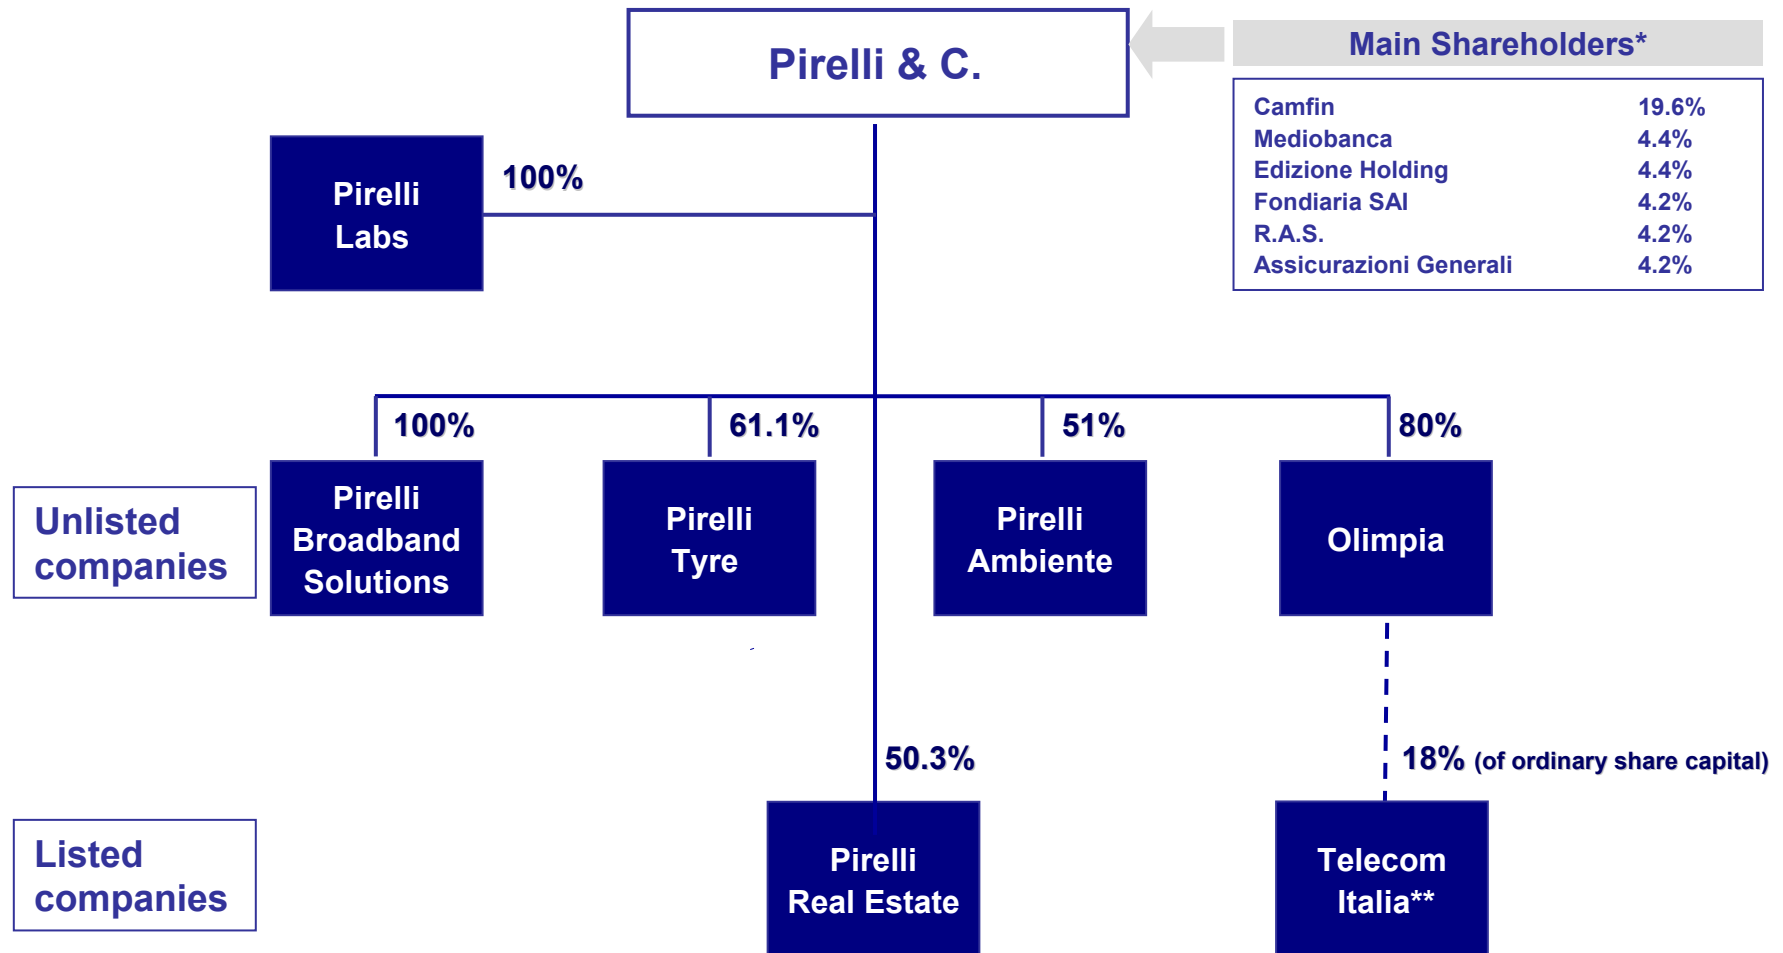 Pirelli & C.
Main Shareholders*
Camfin 19.6%
Mediobanca 4.4%
Edizione Holding 4.4%
Fondiaria SAI 4.2%
R.A.S. 4.2%
Assicurazioni Generali 4.2%
Pirelli
Labs
100%
100%
61.1%
51%
80%
Unlisted
companies
Pirelli
Broadband
Solutions
Pirelli
Tyre
Pirelli
Ambiente
Olimpia
50.3%
18% (of ordinary share capital)
Listed
companies
Pirelli
Real Estate
Telecom
Italia**